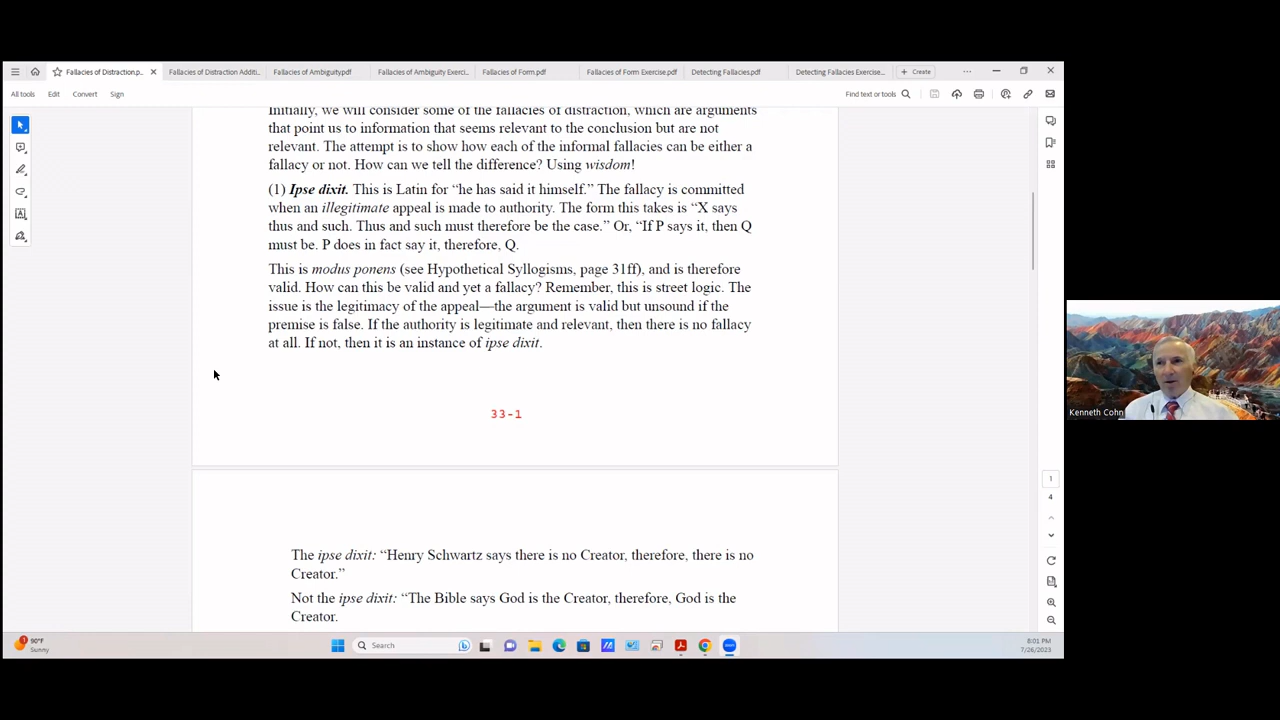 Fallacies of Distraction.p...
Fallacies of Distraction Additi...
Fallacies of Ambiguity.pdf
Fallacies of Ambiguity Exerci...
Fallacies of Form.pdf
Fallacies of Form Exercise.pdf
Detecting Fallacies.pdf
Detecting Fallacies Exercise...
+ Create
All tools
Edit
Convert
Sign
Find text or tools
Initially, we will consider some of the fallacies of distraction, which are arguments
that point us to information that seems relevant to the conclusion but are not
relevant. The attempt is to show how each of the informal fallacies can be either a
fallacy or not. How can we tell the difference? Using wisdom!
(1) Ipse dixit. This is Latin for “he has said it himself.” The fallacy is committed
when an illegitimate appeal is made to authority. The form this takes is “X says
thus and such. Thus and such must therefore be the case.” Or, “If P says it, then Q
must be. P does in fact say it, therefore, Q.
This is modus ponens (see Hypothetical Syllogisms, page 31ff), and is therefore
valid. How can this be valid and yet a fallacy? Remember, this is street logic. The
issue is the legitimacy of the appeal—the argument is valid but unsound if the
premise is false. If the authority is legitimate and relevant, then there is no fallacy
at all. If not, then it is an instance of ipse dixit.
33-1
The ipse dixit: “Henry Schwartz says there is no Creator, therefore, there is no
Creator.”
Not the ipse dixit: “The Bible says God is the Creator, therefore, God is the
Creator.
1
4
Kenneth Cohn
1
90°F
Sunny
Search
8:01 PM
7/26/2023